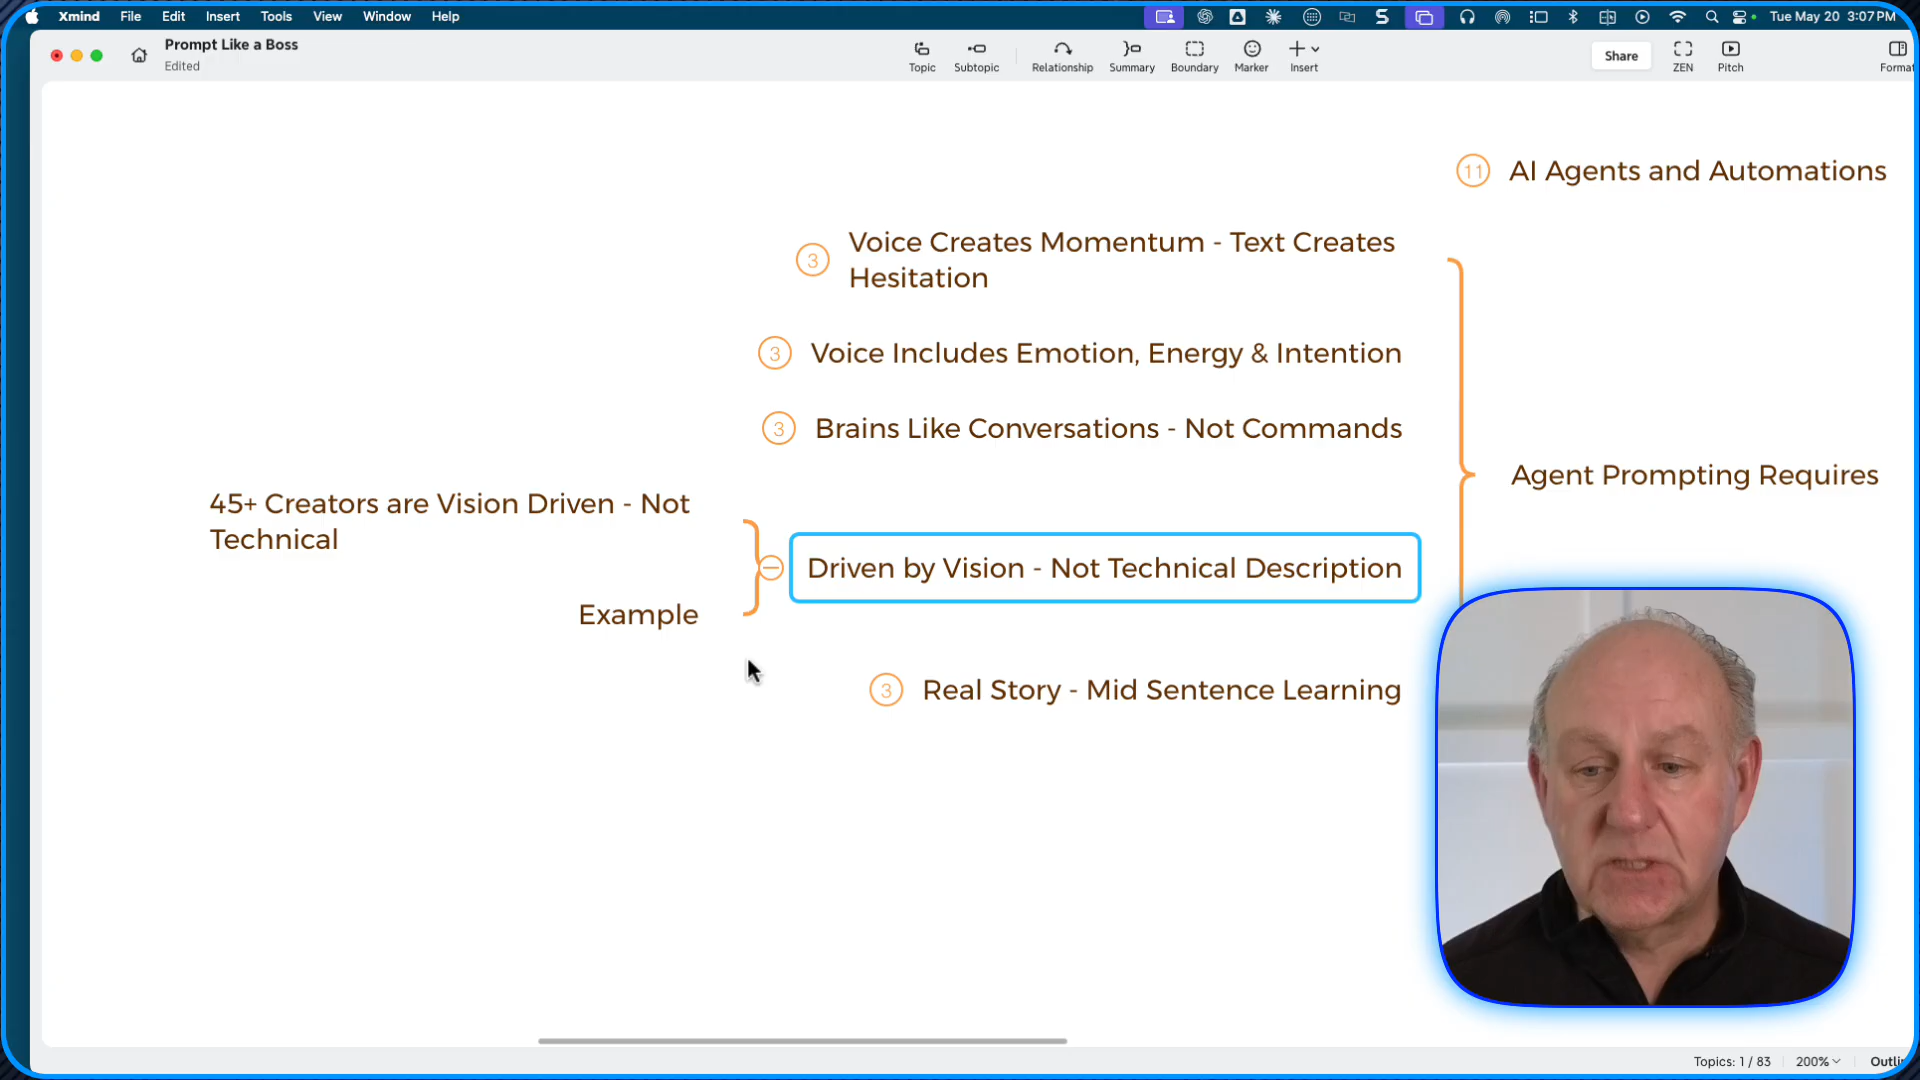 Xmind File Edit Insert Tools View Window Help
Tue May 20 3:07 PM
Prompt Like a Boss
Edited
Topic
Subtopic
Relationship
Summary
Boundary
Marker
Insert
Share
ZEN
Pitch
Format
11 AI Agents and Automations
3 Voice Creates Momentum - Text Creates
Hesitation
3 Voice Includes Emotion, Energy & Intention
3 Brains Like Conversations - Not Commands
Agent Prompting Requires
45+ Creators are Vision Driven - Not
Technical
Driven by Vision - Not Technical Description
Example
3 Real Story - Mid Sentence Learning
Topics: 1 / 83
200%
Outli